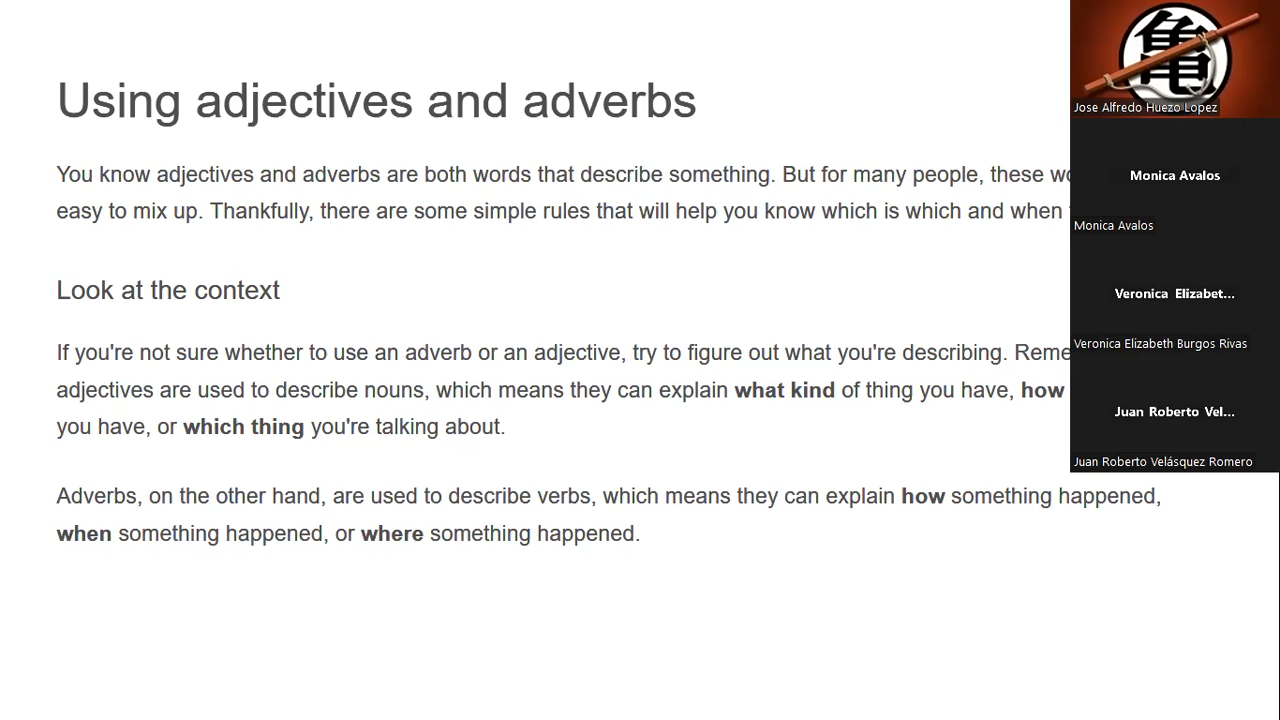 Using adjectives and adverbs
You know adjectives and adverbs are both words that describe something. But for many people, these
easy to mix up. Thankfully, there are some simple rules that will help you know which is which and when
Look at the context
If you're not sure whether to use an adverb or an adjective, try to figure out what you're describing.
adjectives are used to describe nouns, which means they can explain what kind of thing you have, how
you have, or which thing you're talking about.
Adverbs, on the other hand, are used to describe verbs, which means they can explain how something happened,
when something happened, or where something happened.
亀
Jose Alfredo Huezo Lopez
Monica Avalos
Monica Avalos
Veronica Elizabet...
Veronica Elizabeth Burgos Rivas
Juan Roberto Vel...
Juan Roberto Velásquez Romero